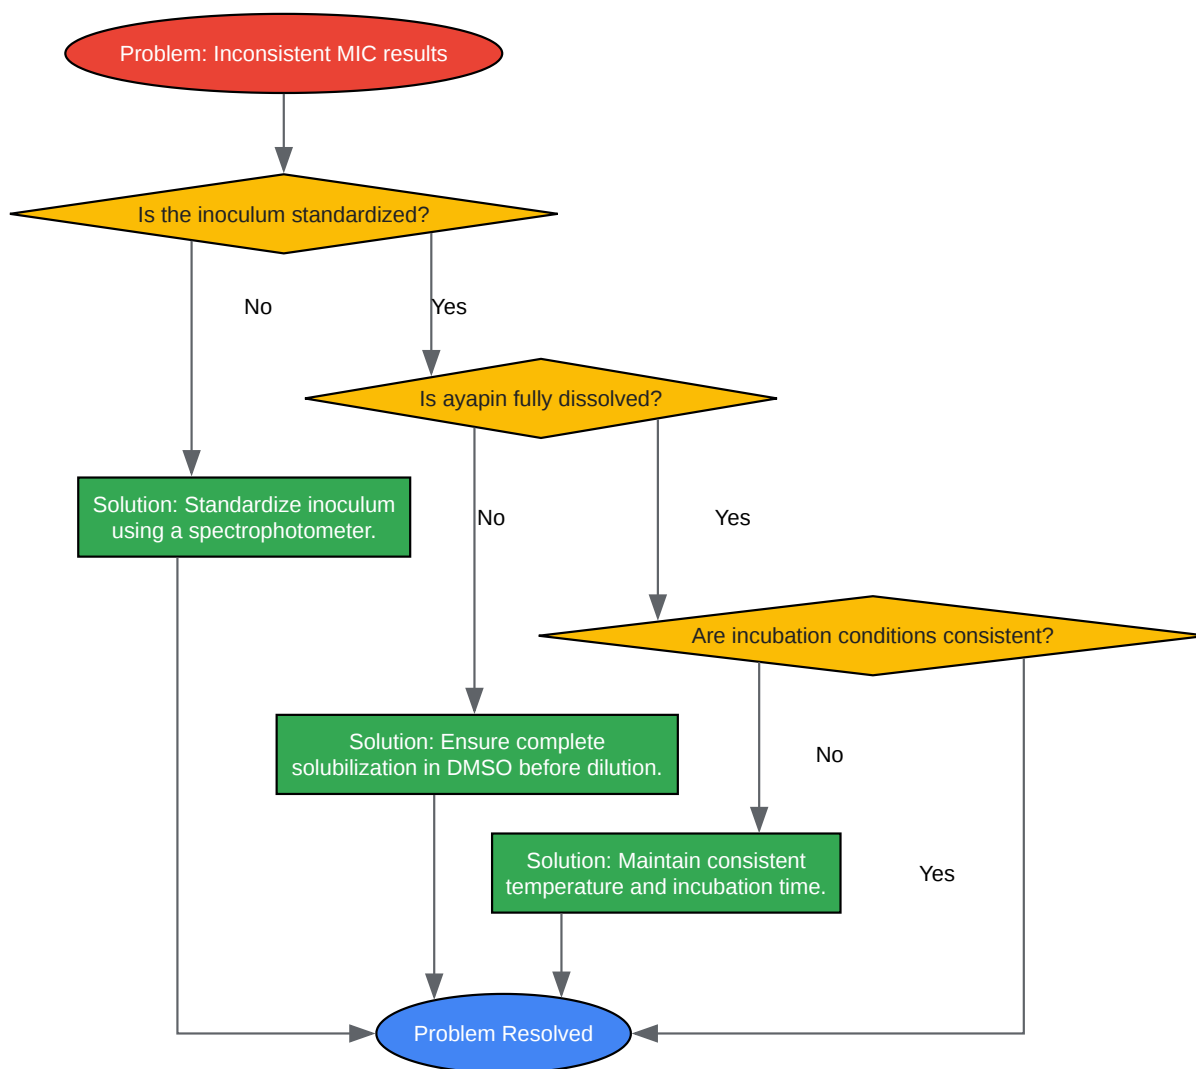 Problem: Inconsistent MIC results
Is the inoculum standardized?
No
Yes
Is ayapin fully dissolved?
Solution: Standardize inoculum
using a spectrophotometer.
No
Yes
Are incubation conditions consistent?
Solution: Ensure complete
solubilization in DMSO before dilution.
No
Solution: Maintain consistent
temperature and incubation time.
Yes
Problem Resolved